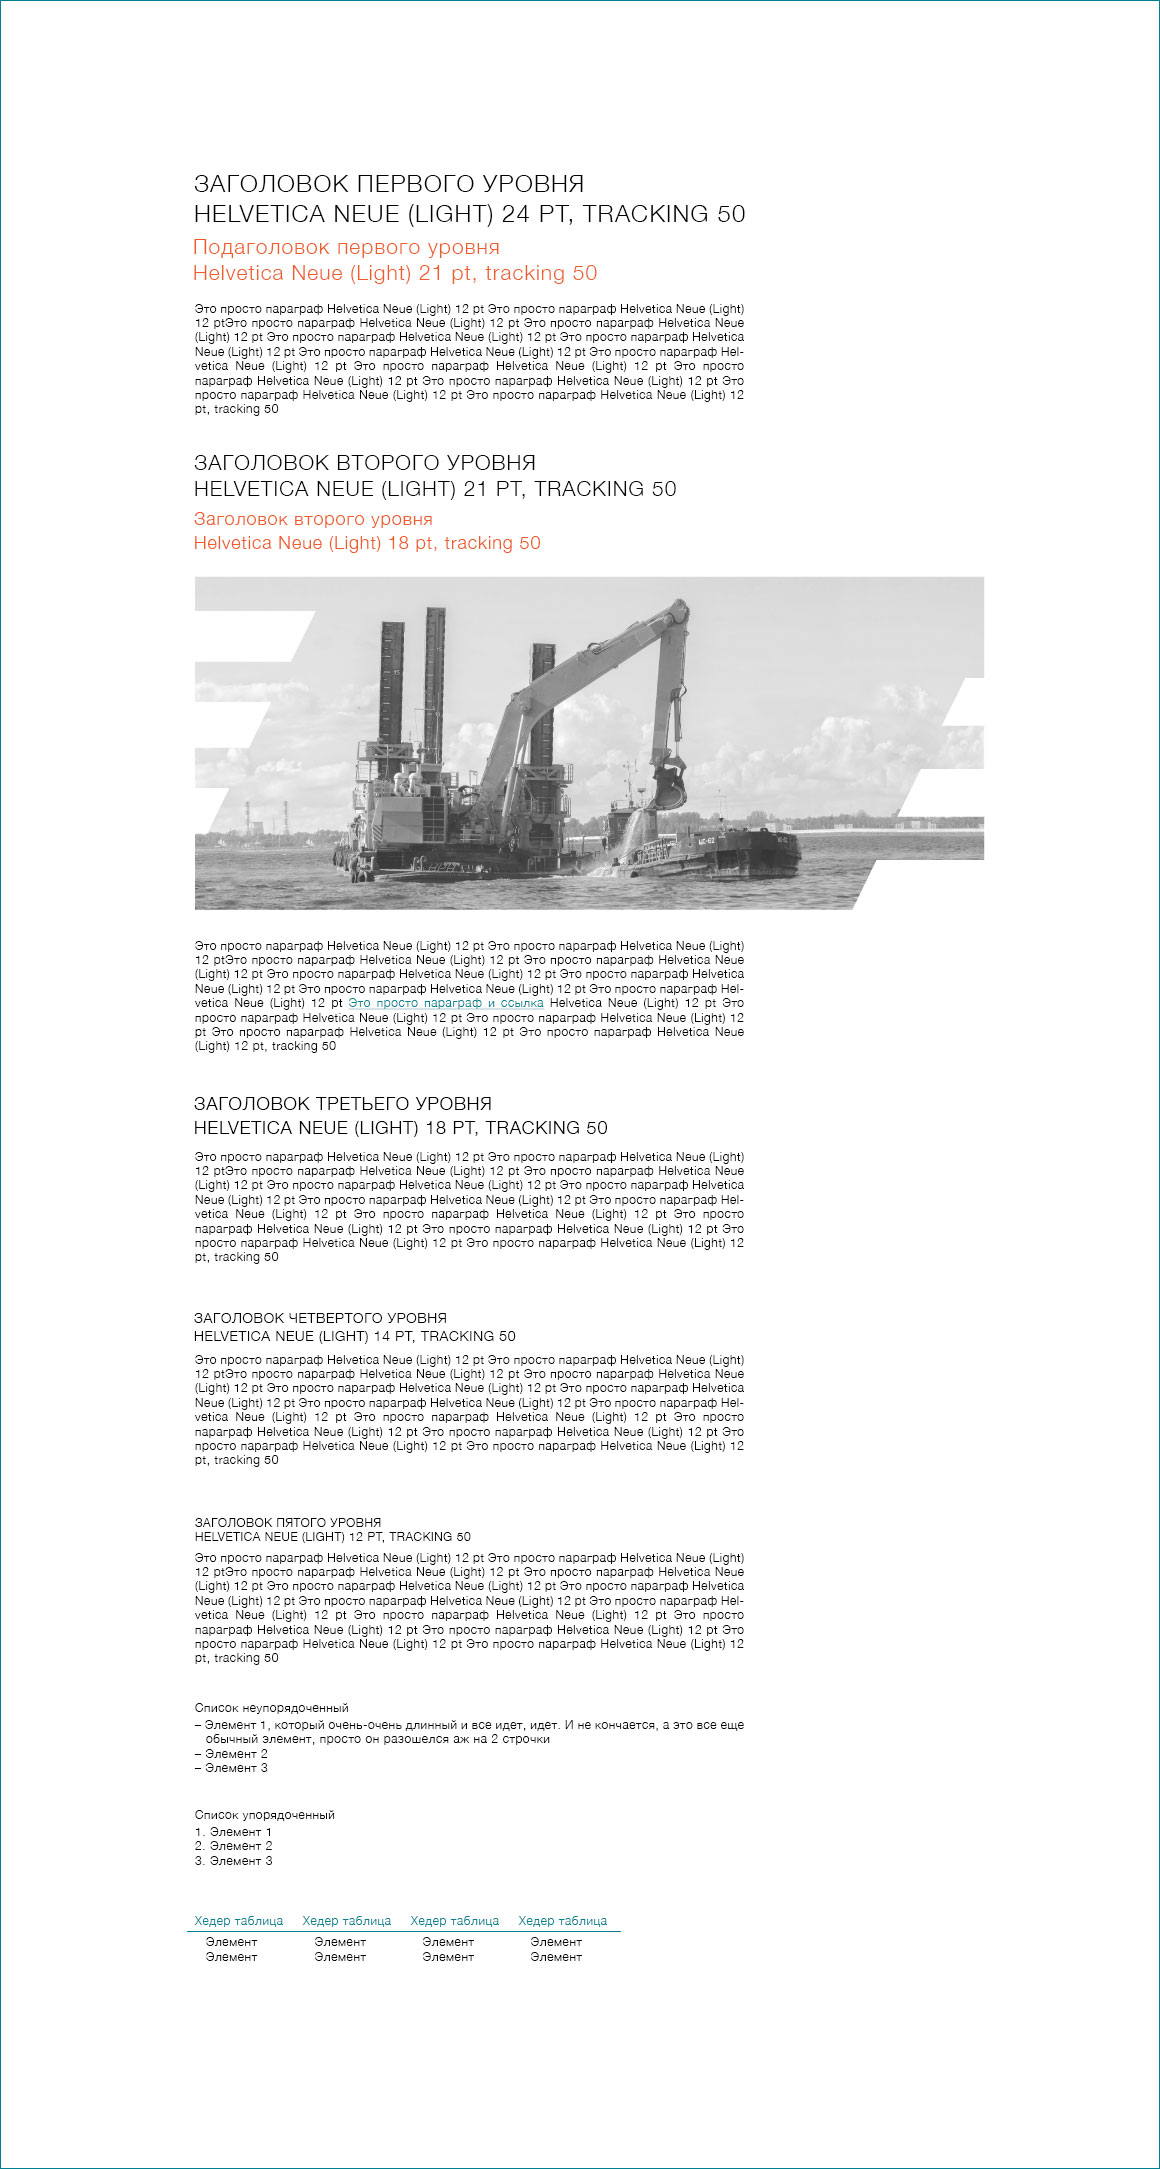 ЗАГОЛОВОК ПЕРВОГО УРОВНЯ
HELVETICA NEUE (LIGHT) 24 PT, TRACKING 50
Подаголовок первого уровня
Helvetica Neue (Light) 21 pt, tracking 50
Это просто параграф Helvetica Neue (Light) 12 pt Это просто параграф Helvetica Neue (Light)
12 ptЭто просто параграф Helvetica Neue (Light) 12 pt Это просто параграф Helvetica Neue
(Light) 12 pt Это просто параграф Helvetica Neue (Light) 12 pt Это просто параграф Helvetica
Neue (Light) 12 pt Это просто параграф Helvetica Neue (Light) 12 pt Это просто параграф Hel-
vetica Neue (Light) 12 pt Это просто параграф Helvetica Neue (Light) 12 pt Это просто
параграф Helvetica Neue (Light) 12 pt Это просто параграф Helvetica Neue (Light) 12 pt Это
просто параграф Helvetica Neue (Light) 12 pt Это просто параграф Helvetica Neue (Light) 12
pt, tracking 50
ЗАГОЛОВОК ВТОРОГО УРОВНЯ
HELVETICA NEUE (LIGHT) 21 PT, TRACKING 50
Заголовок второго уровня
Helvetica Neue (Light) 18 pt, tracking 50
Это просто параграф Helvetica Neue (Light) 12 pt Это просто параграф Helvetica Neue (Light)
12 ptЭто просто параграф Helvetica Neue (Light) 12 pt Это просто параграф Helvetica Neue
(Light) 12 pt Это просто параграф Helvetica Neue (Light) 12 pt Это просто параграф Helvetica
Neue (Light) 12 pt Это просто параграф Helvetica Neue (Light) 12 pt Это просто параграф Hel-
vetica Neue (Light) 12 pt Это просто параграф и ссылка Helvetica Neue (Light) 12 pt Это
просто параграф Helvetica Neue (Light) 12 pt Это просто параграф Helvetica Neue (Light) 12
pt Это просто параграф Helvetica Neue (Light) 12 pt Это просто параграф Helvetica Neue
(Light) 12 pt, tracking 50
ЗАГОЛОВОК ТРЕТЬЕГО УРОВНЯ
HELVETICA NEUE (LIGHT) 18 PT, TRACKING 50
Это просто параграф Helvetica Neue (Light) 12 pt Это просто параграф Helvetica Neue (Light)
12 ptЭто просто параграф Helvetica Neue (Light) 12 pt Это просто параграф Helvetica Neue
(Light) 12 pt Это просто параграф Helvetica Neue (Light) 12 pt Это просто параграф Helvetica
Neue (Light) 12 pt Это просто параграф Helvetica Neue (Light) 12 pt Это просто параграф Hel-
vetica Neue (Light) 12 pt Это просто параграф Helvetica Neue (Light) 12 pt Это просто
параграф Helvetica Neue (Light) 12 pt Это просто параграф Helvetica Neue (Light) 12 pt Это
просто параграф Helvetica Neue (Light) 12 pt Это просто параграф Helvetica Neue (Light) 12
pt, tracking 50
ЗАГОЛОВОК ЧЕТВЕРТОГО УРОВНЯ
HELVETICA NEUE (LIGHT) 14 PT, TRACKING 50
Это просто параграф Helvetica Neue (Light) 12 pt Это просто параграф Helvetica Neue (Light)
12 ptЭто просто параграф Helvetica Neue (Light) 12 pt Это просто параграф Helvetica Neue
(Light) 12 pt Это просто параграф Helvetica Neue (Light) 12 pt Это просто параграф Helvetica
Neue (Light) 12 pt Это просто параграф Helvetica Neue (Light) 12 pt Это просто параграф Hel-
vetica Neue (Light) 12 pt Это просто параграф Helvetica Neue (Light) 12 pt Это просто
параграф Helvetica Neue (Light) 12 pt Это просто параграф Helvetica Neue (Light) 12 pt Это
просто параграф Helvetica Neue (Light) 12 pt Это просто параграф Helvetica Neue (Light) 12
pt, tracking 50
ЗАГОЛОВОК ПЯТОГО УРОВНЯ
HELVETICA NEUE (LIGHT) 12 PT, TRACKING 50
Это просто параграф Helvetica Neue (Light) 12 pt Это просто параграф Helvetica Neue (Light)
12 ptЭто просто параграф Helvetica Neue (Light) 12 pt Это просто параграф Helvetica Neue
(Light) 12 pt Это просто параграф Helvetica Neue (Light) 12 pt Это просто параграф Helvetica
Neue (Light) 12 pt Это просто параграф Helvetica Neue (Light) 12 pt Это просто параграф Hel-
vetica Neue (Light) 12 pt Это просто параграф Helvetica Neue (Light) 12 pt Это просто
параграф Helvetica Neue (Light) 12 pt Это просто параграф Helvetica Neue (Light) 12 pt Это
просто параграф Helvetica Neue (Light) 12 pt Это просто параграф Helvetica Neue (Light) 12
pt, tracking 50
Список неупорядоченный
– Элемент 1, который очень-очень длинный и все идет, идет. И не кончается, а это все еще
обычный элемент, просто он разошелся аж на 2 строчки
– Элемент 2
– Элемент 3
Список упорядоченный
1. Элемент 1
2. Элемент 2
3. Элемент 3
Хедер таблица Хедер таблица Хедер таблица Хедер таблица
Элемент Элемент Элемент Элемент
Элемент Элемент Элемент Элемент